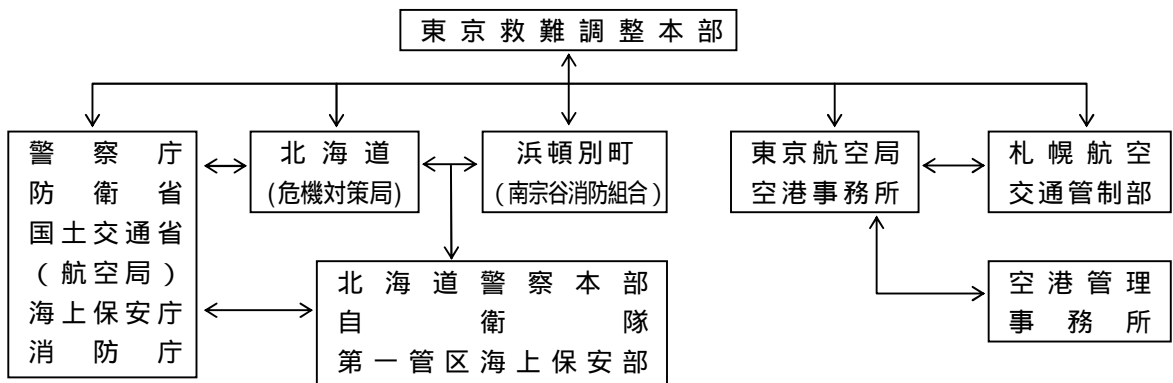 東京救難調整本部
警察庁
防衛省
国土交通省
(航空局)
海上保安庁
消防庁
北海道
(危機対策局)
浜頓別町
(南宗谷消防組合)
東京航空局
空港事務所
札幌航空
交通管制部
北海道警察本部
自衛隊
第一管区海上保安部
空港管理
事務所